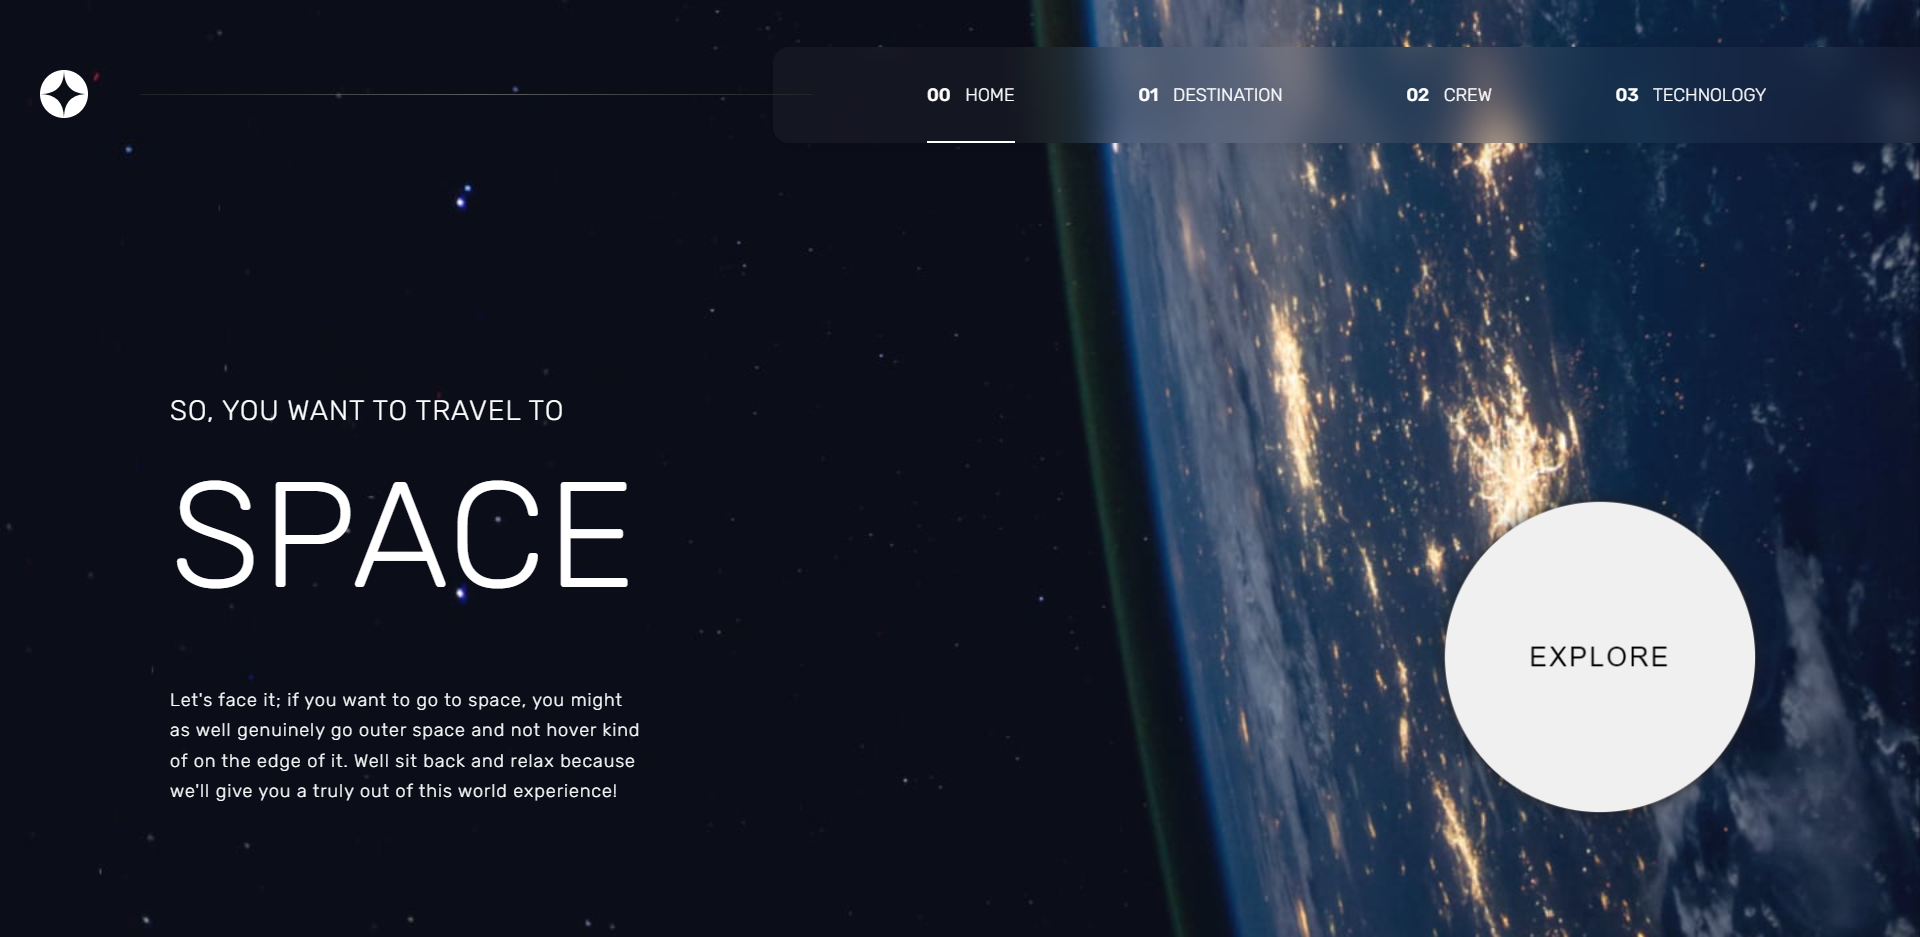 00 HOME 01 DESTINATION 02 CREW 03 TECHNOLOGY
SO, YOU WANT TO TRAVEL TO
SPACE
Let's face it; if you want to go to space, you might
as well genuinely go outer space and not hover kind
of on the edge of it. Well sit back and relax because
we'll give you a truly out of this world experience!
EXPLORE